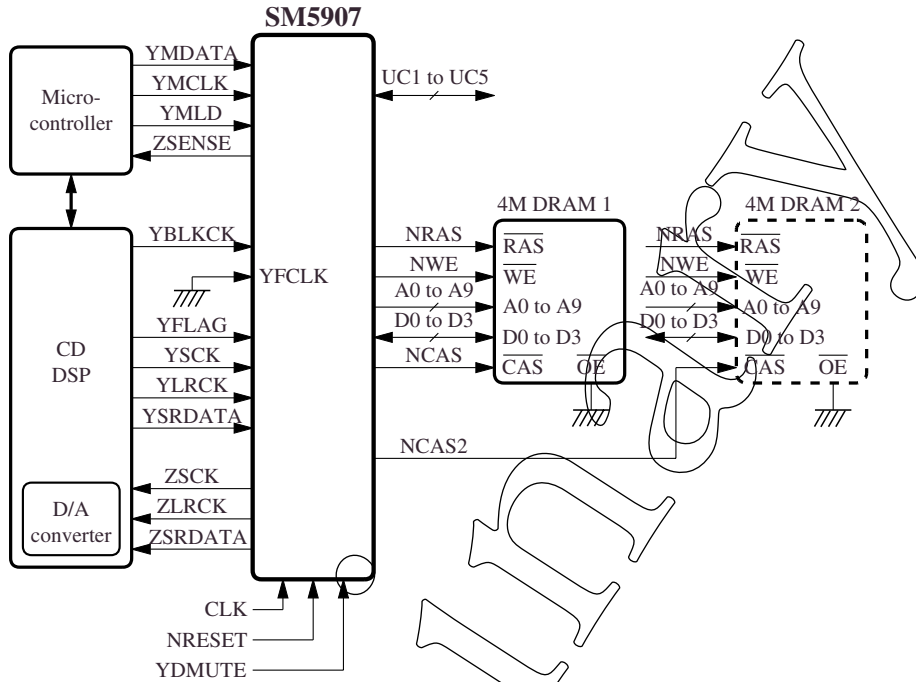 SM5907
Micro-
controller
YMDATA
YMCLK
YMLD
ZSENSE
UC1 to UC5
CD
DSP
YBLKCK
YFCLK
YFLAG
YSCK
YLRCK
YSRDATA
D/A
converter
ZSCK
ZLRCK
ZSRDATA
4M DRAM 1
NRAS
NWE
A0 to A9
D0 to D3
NCAS
RAS
WE
A0 to A9
D0 to D3
CAS OE
4M DRAM 2
NRAS
NWE
A0 to A9
D0 to D3
RAS
WE
A0 to A9
D0 to D3
CAS OE
NCAS2
CLK
NRESET
YDMUTE